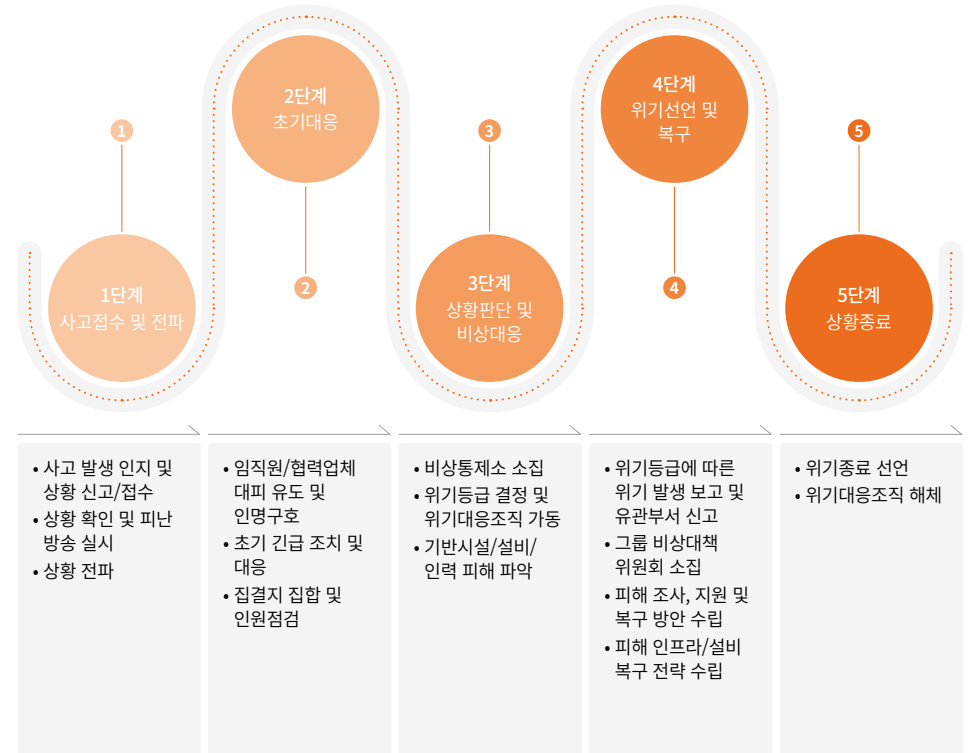 1
1단계
사고접수 및 전파
2단계
초기대응
2
3
3단계
상황판단 및
비상대응
4단계
위기선언 및
복구
4
5
5단계
상황종료
• 사고 발생 인지 및
상황 신고/접수
• 상황 확인 및 피난
방송 실시
• 상황 전파
• 임직원/협력업체
대피 유도 및
인명구호
• 초기 긴급 조치 및
대응
• 집결지 집합 및
인원점검
• 비상통제소 소집
• 위기등급 결정 및
위기대응조직 가동
• 기반시설/설비/
인력 피해 파악
• 위기등급에 따른
위기 발생 보고 및
유관부서 신고
• 그룹 비상대책
위원회 소집
• 피해 조사, 지원 및
복구 방안 수립
• 피해 인프라/설비
복구 전략 수립
• 위기종료 선언
• 위기대응조직 해체